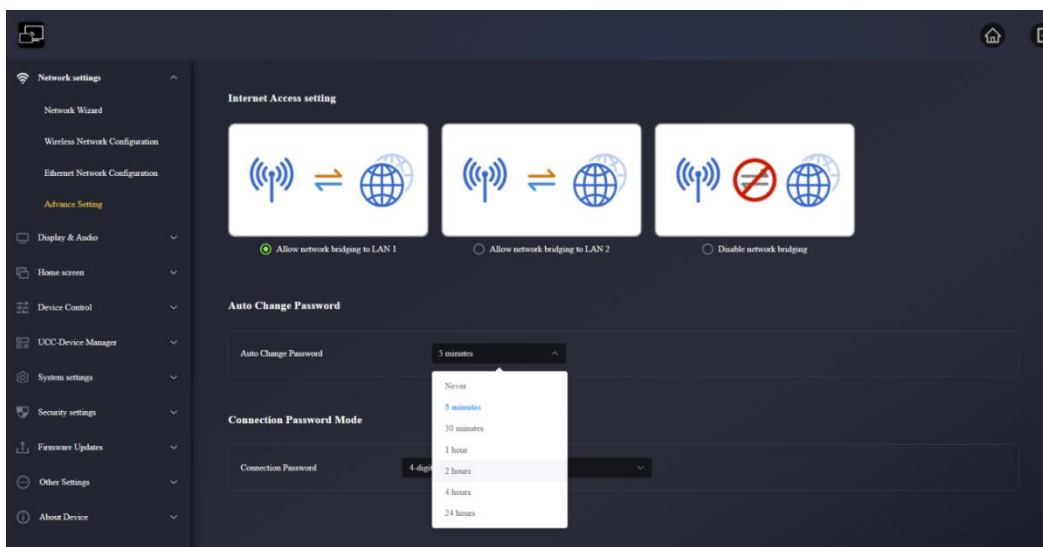 Network settings
Network Wizard
Wireless Network Configuration
Ethernet Network Configuration
Advance Setting
Display & Audio
Home screen
Device Control
UCC-Device Manager
System settings
Security settings
Firmware Updates
Other Settings
About Device
Internet Access setting
Allow network bridging to LAN 1
Allow network bridging to LAN 2
Disable network bridging
Auto Change Password
Auto Change Password
5 minutes
Never
5 minutes
30 minutes
1 hour
2 hours
4 hours
24 hours
Connection Password Mode
Connection Password
4-digit